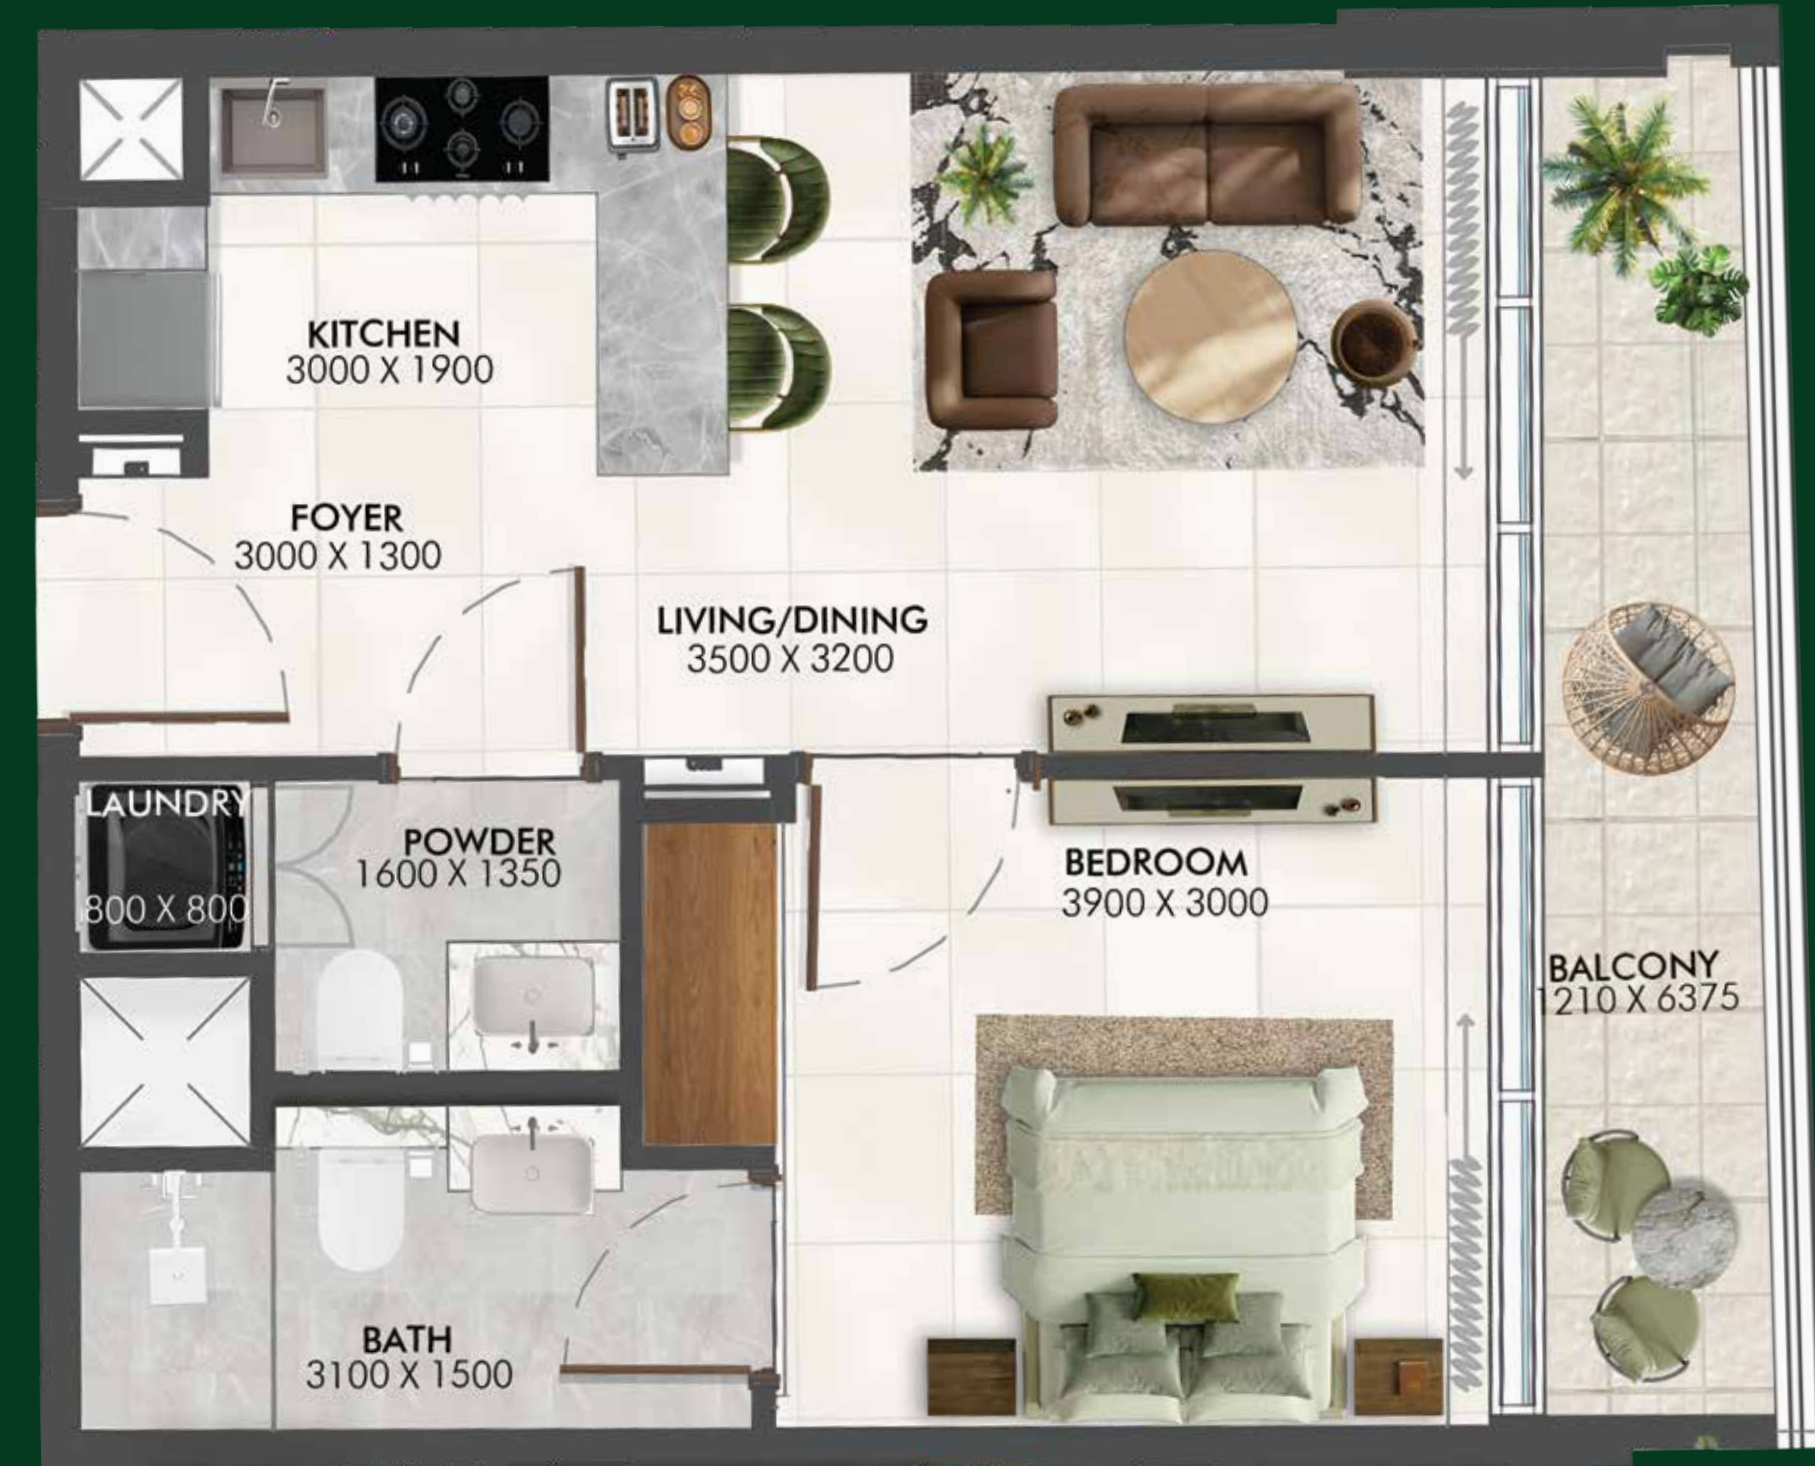 KITCHEN
3000 X 1900
FOYER
3000 X 1300
LIVING/DINING
3500 X 3200
LAUNDRY
800 X 800
POWDER
1600 X 1350
BEDROOM
3900 X 3000
BALCONY
1210 X 6375
BATH
3100 X 1500